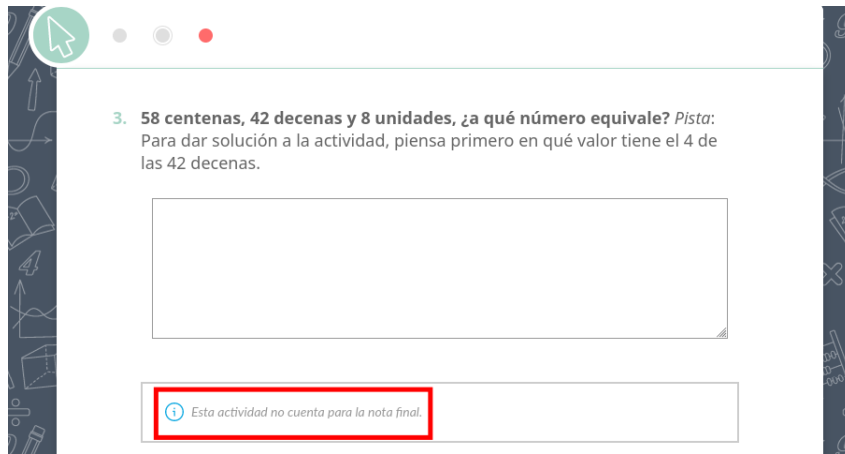 3. 58 centenas, 42 decenas y 8 unidades, ¿a qué número equivale? Pista:
Para dar solución a la actividad, piensa primero en qué valor tiene el 4 de
las 42 decenas.
Esta actividad no cuenta para la nota final.